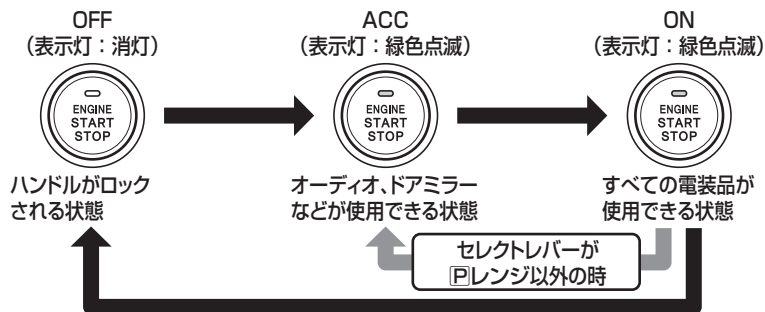 OFF
(表示灯：消灯)
ENGINE
START
STOP
ハンドルがロック
される状態
ACC
(表示灯：緑色点滅)
ENGINE
START
STOP
オーディオ、ドアミラー
などが使用できる状態
ON
(表示灯：緑色点滅)
ENGINE
START
STOP
すべての電装品が
使用できる状態
セレクトレバーが
Pレンジ以外の時